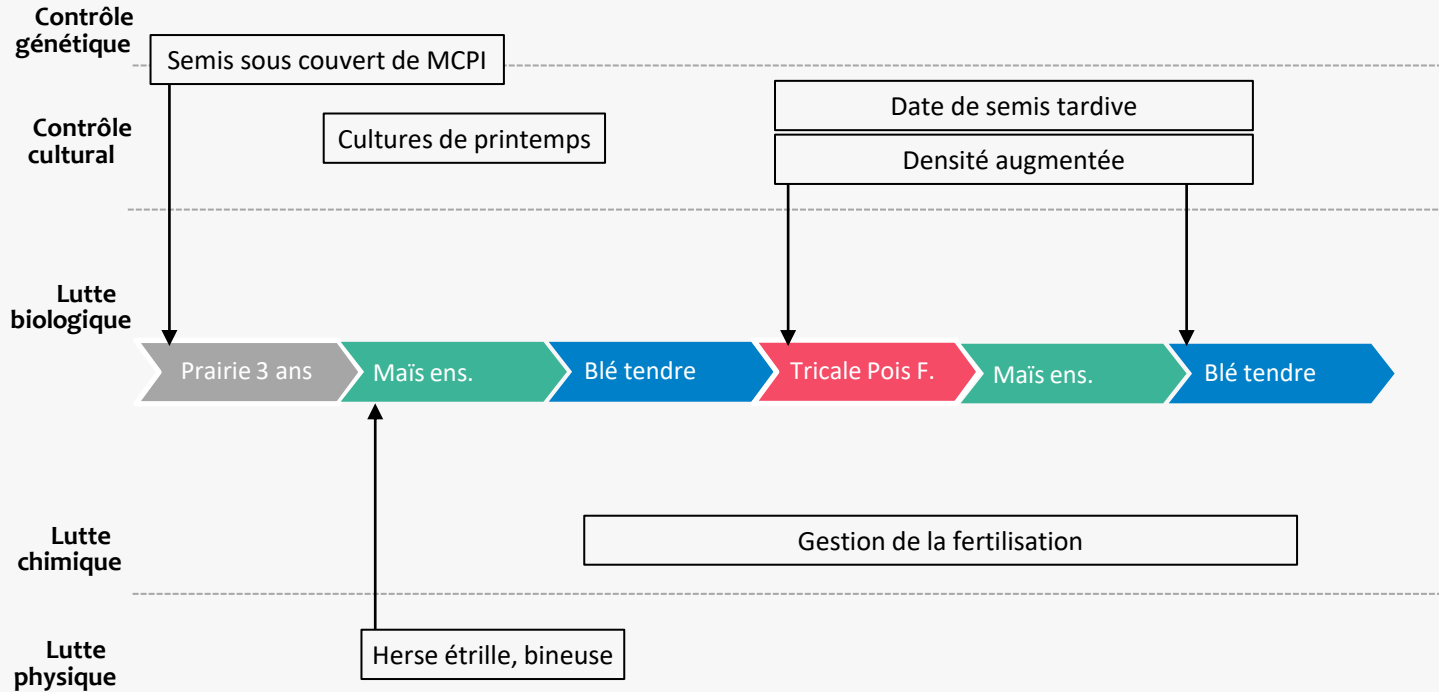 Contrôle
génétique
Semis sous couvert de MCPI
Contrôle
cultural
Cultures de printemps
Date de semis tardive
Densité augmentée
Lutte
biologique
Prairie 3 ans
Maïs ens.
Blé tendre
Tricale Pois F.
Maïs ens.
Blé tendre
Lutte
chimique
Gestion de la fertilisation
Lutte
physique
Herse étrille, bineuse